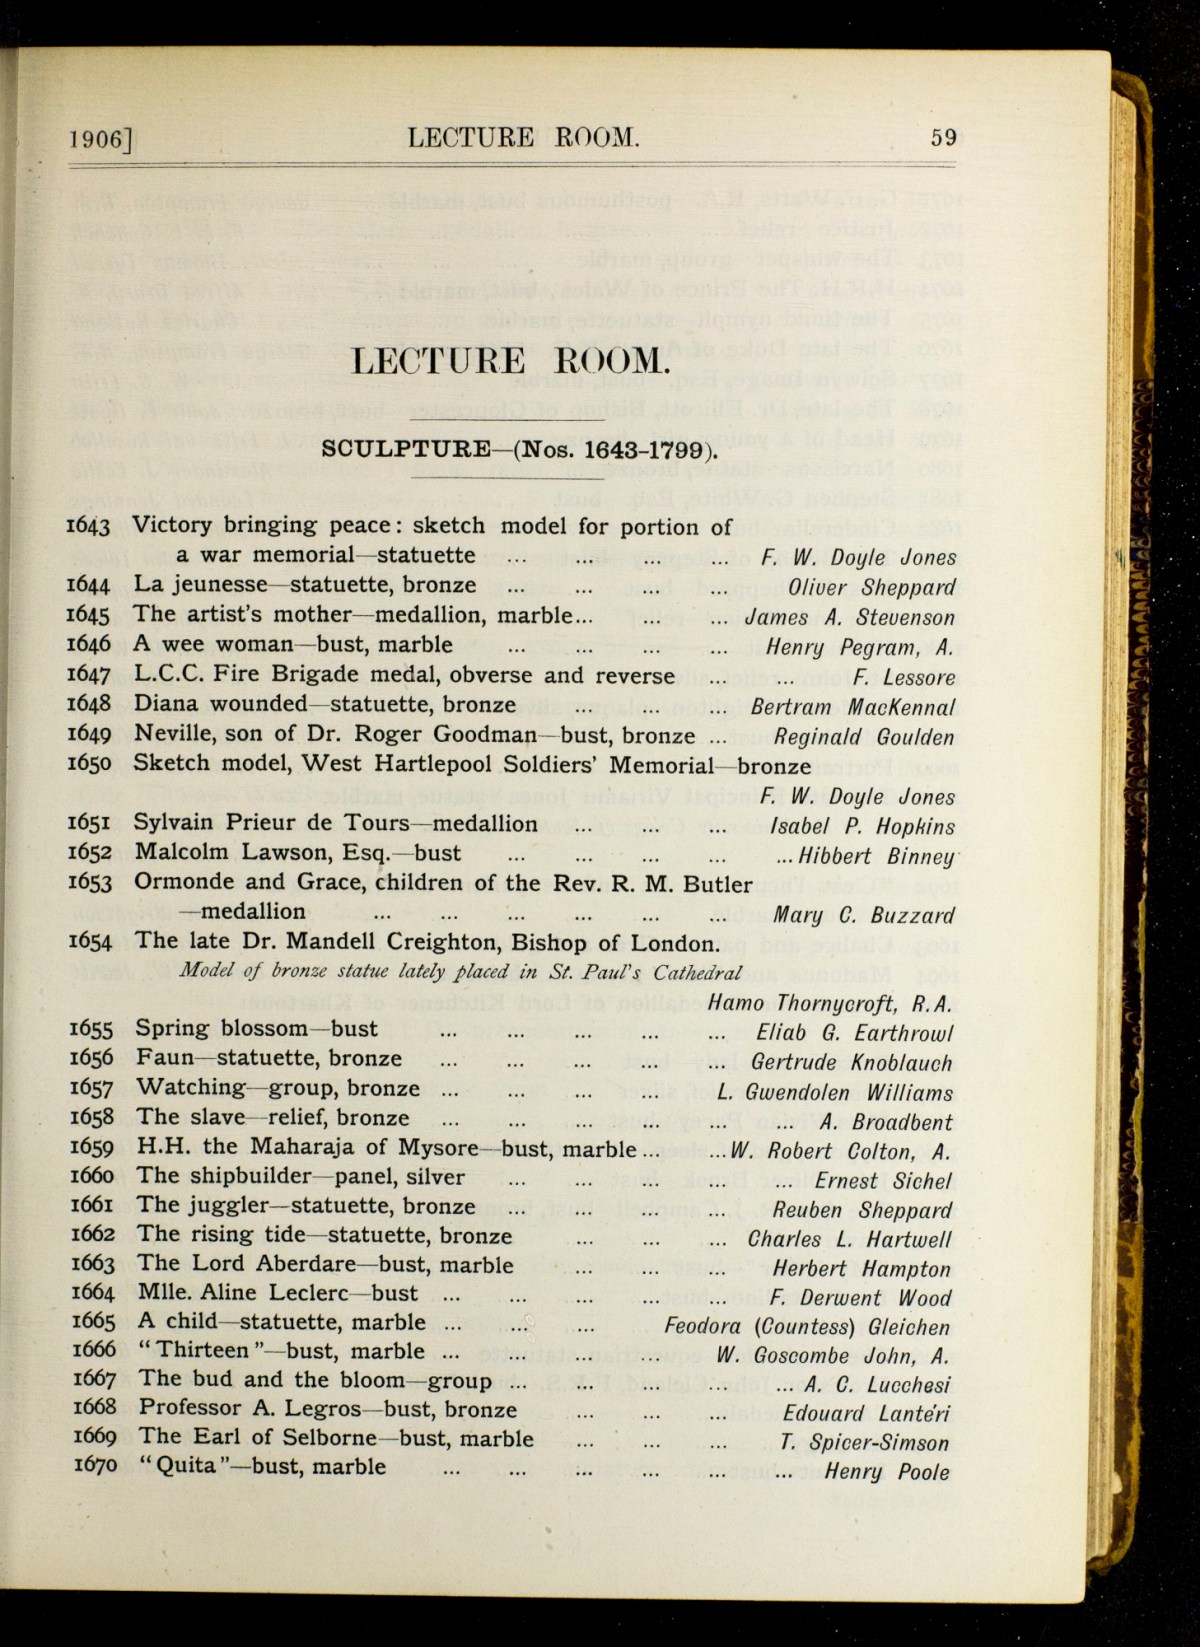 1906] LECTURE ROOM. 59
LECTURE ROOM.
SCULPTURE—(Nos. 1643-1799).
1643 Victory bringing peace: sketch model for portion of
a war memorial—statuette ... ... ... ... F. W. Doyle Jones
1644 La jeunesse—statuette, bronze ... ... ... ... Oliver Sheppard
1645 The artist's mother—medallion, marble... ... ... James A. Stevenson
1646 A wee woman—bust, marble ... ... ... ... Henry Pegram, A.
1647 L.C.C. Fire Brigade medal, obverse and reverse ... ... F. Lessore
1648 Diana wounded—statuette, bronze ... ... ... Bertram MacKennal
1649 Neville, son of Dr. Roger Goodman—bust, bronze ... Reginald Goulden
1650 Sketch model, West Hartlepool Soldiers' Memorial—bronze
F. W. Doyle Jones
1651 Sylvain Prieur de Tours—medallion ... ... ... Isabel P. Hopkins
1652 Malcolm Lawson, Esq.—bust ... ... ... ... ... Hibbert Binney
1653 Ormonde and Grace, children of the Rev. R. M. Butler
—medallion ... ... ... ... ... ... Mary C. Buzzard
1654 The late Dr. Mandell Creighton, Bishop of London.
Model of bronze statue lately placed in St. Paul's Cathedral
Hamo Thornycroft, R.A.
1655 Spring blossom—bust ... ... ... ... ... Eliab G. Earthrowl
1656 Faun—statuette, bronze ... ... ... ... ... Gertrude Knoblauch
1657 Watching—group, bronze ... ... ... ... L. Gwendolen Williams
1658 The slave—relief, bronze ... ... ... ... ... ... A. Broadbent
1659 H.H. the Maharaja of Mysore—bust, marble ... ... W. Robert Colton, A.
1660 The shipbuilder—panel, silver ... ... ... ... ... Ernest Sichel
1661 The juggler—statuette, bronze ... ... ... ... Reuben Sheppard
1662 The rising tide—statuette, bronze ... ... ... Charles L. Hartwell
1663 The Lord Aberdare—bust, marble ... ... ... Herbert Hampton
1664 Mlle. Aline Leclerc—bust ... ... ... ... ... F. Derwent Wood
1665 A child—statuette, marble ... ... ... Feodora (Countess) Gleichen
1666 "Thirteen"—bust, marble ... ... ... ... W. Goscombe John, A.
1667 The bud and the bloom—group ... ... ... ... ... A. C. Lucchesi
1668 Professor A. Legros—bust, bronze ... ... ... Edouard Lantéri
1669 The Earl of Selborne—bust, marble ... ... ... T. Spicer-Simson
1670 "Quita"—bust, marble ... ... ... ... ... ... Henry Poole